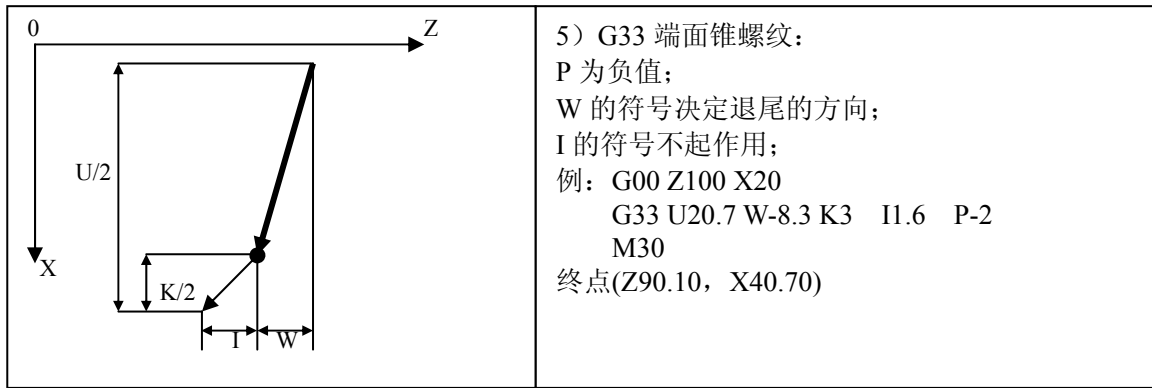 0
Z
U/2
X
K/2
I
W
5）G33 端面锥螺纹：
P 为负值；
W 的符号决定退尾的方向；
I 的符号不起作用；
例：G00 Z100 X20
G33 U20.7 W-8.3 K3 I1.6 P-2
M30
终点(Z90.10，X40.70)